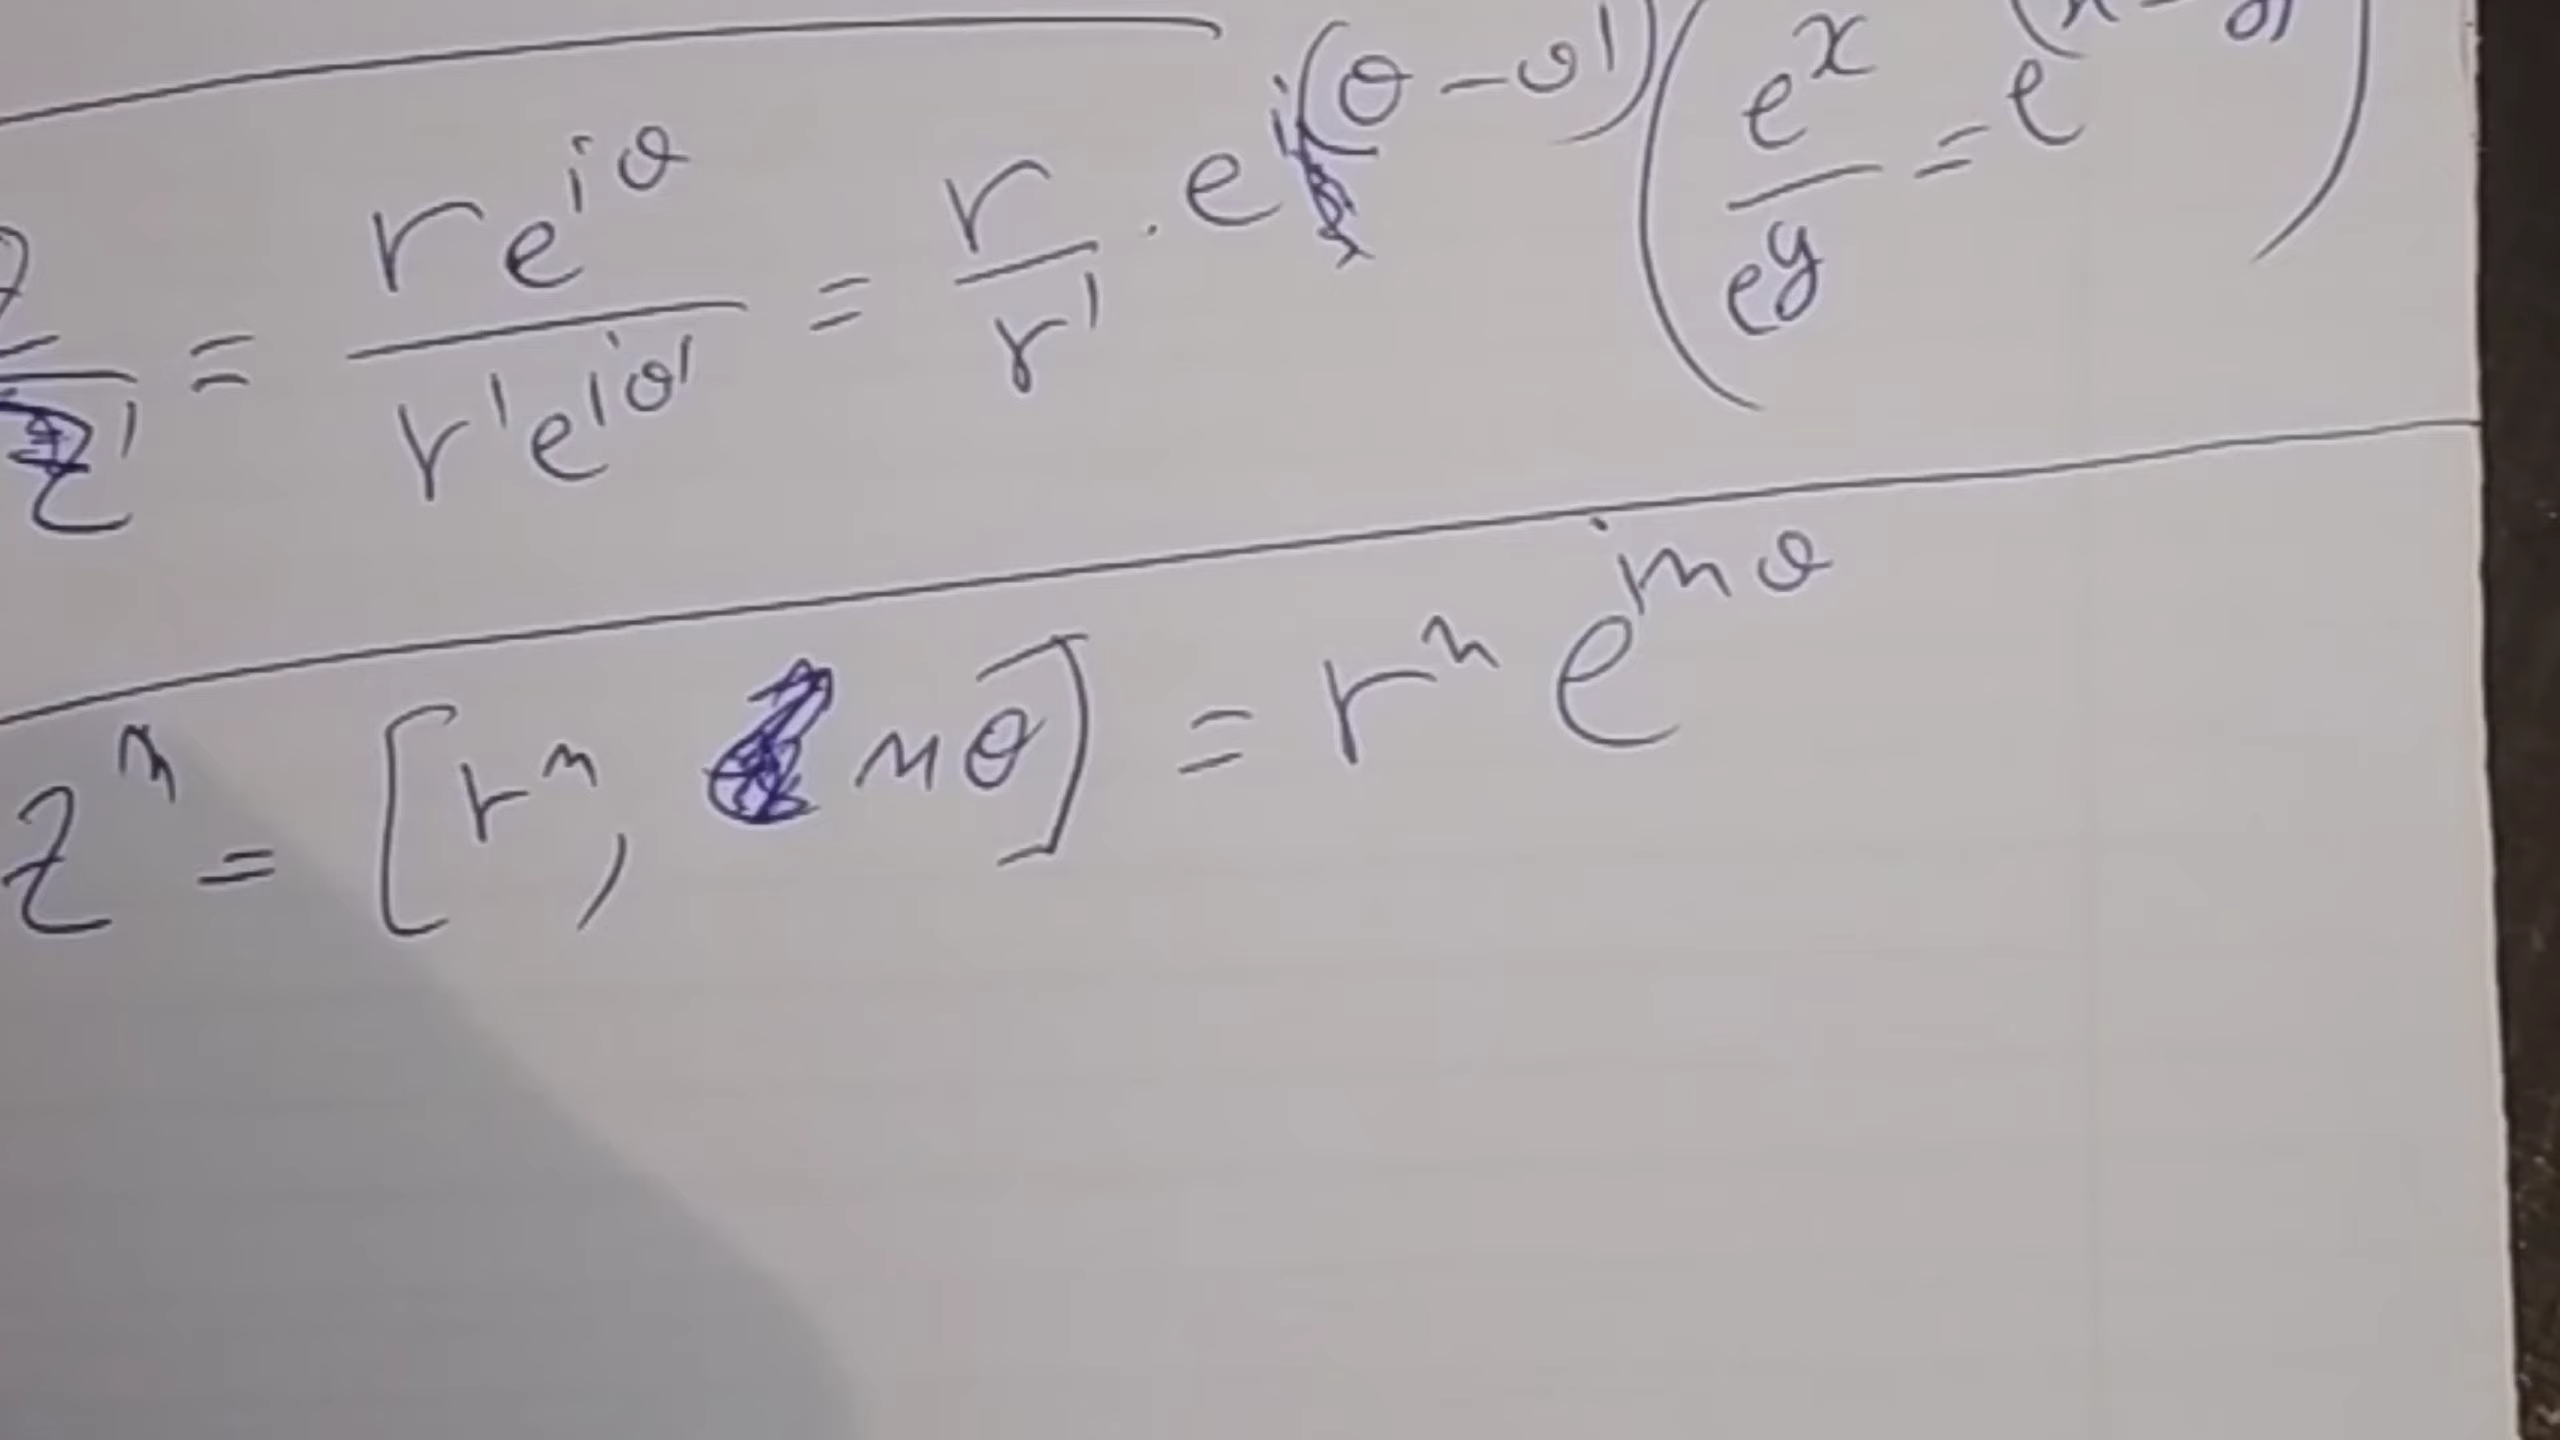 z/z' = re^{iθ}/r'e^{iθ'} = r/r' . e^{i(θ-θ')} (e^x/e^y = e^{(x-y)})
z^n = [r^n, nθ] = r^n e^{inθ}